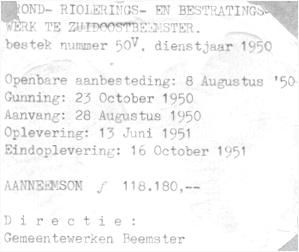 GROND- RIOLERINGS- EN BESTRATINGS-
WERK TE ZUIDOOSTBEEMSTER.
bestek nummer 50V, dienstjaar 1950
Openbare aanbesteding: 8 Augustus '50
Gunning: 23 October 1950
Aanvang: 28 Augustus 1950
Oplevering: 13 Juni 1951
Eindoplevering: 16 October 1951
AANNEEMSOM ƒ 118.180,--
D i r e c t i e :
Gemeentewerken Beemster